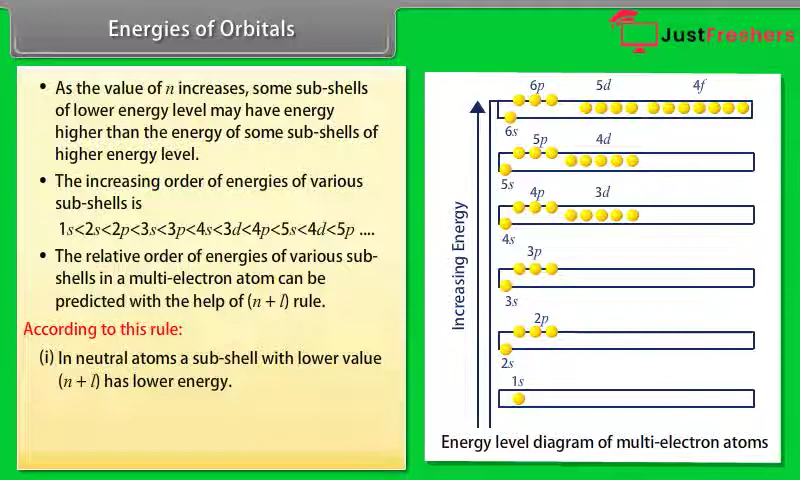 Energies of Orbitals
JustFreshers
• As the value of n increases, some sub-shells
of lower energy level may have energy
higher than the energy of some sub-shells of
higher energy level.
• The increasing order of energies of various
sub-shells is
1s<2s<2p<3s<3p<4s<3d<4p<5s<4d<5p ....
• The relative order of energies of various sub-
shells in a multi-electron atom can be
predicted with the help of (n + l) rule.
According to this rule:
(i) In neutral atoms a sub-shell with lower value
(n + l) has lower energy.
Increasing Energy
6p 5d 4f
6s
5p 4d
5s
4p 3d
4s
3p
3s
2p
2s
1s
Energy level diagram of multi-electron atoms